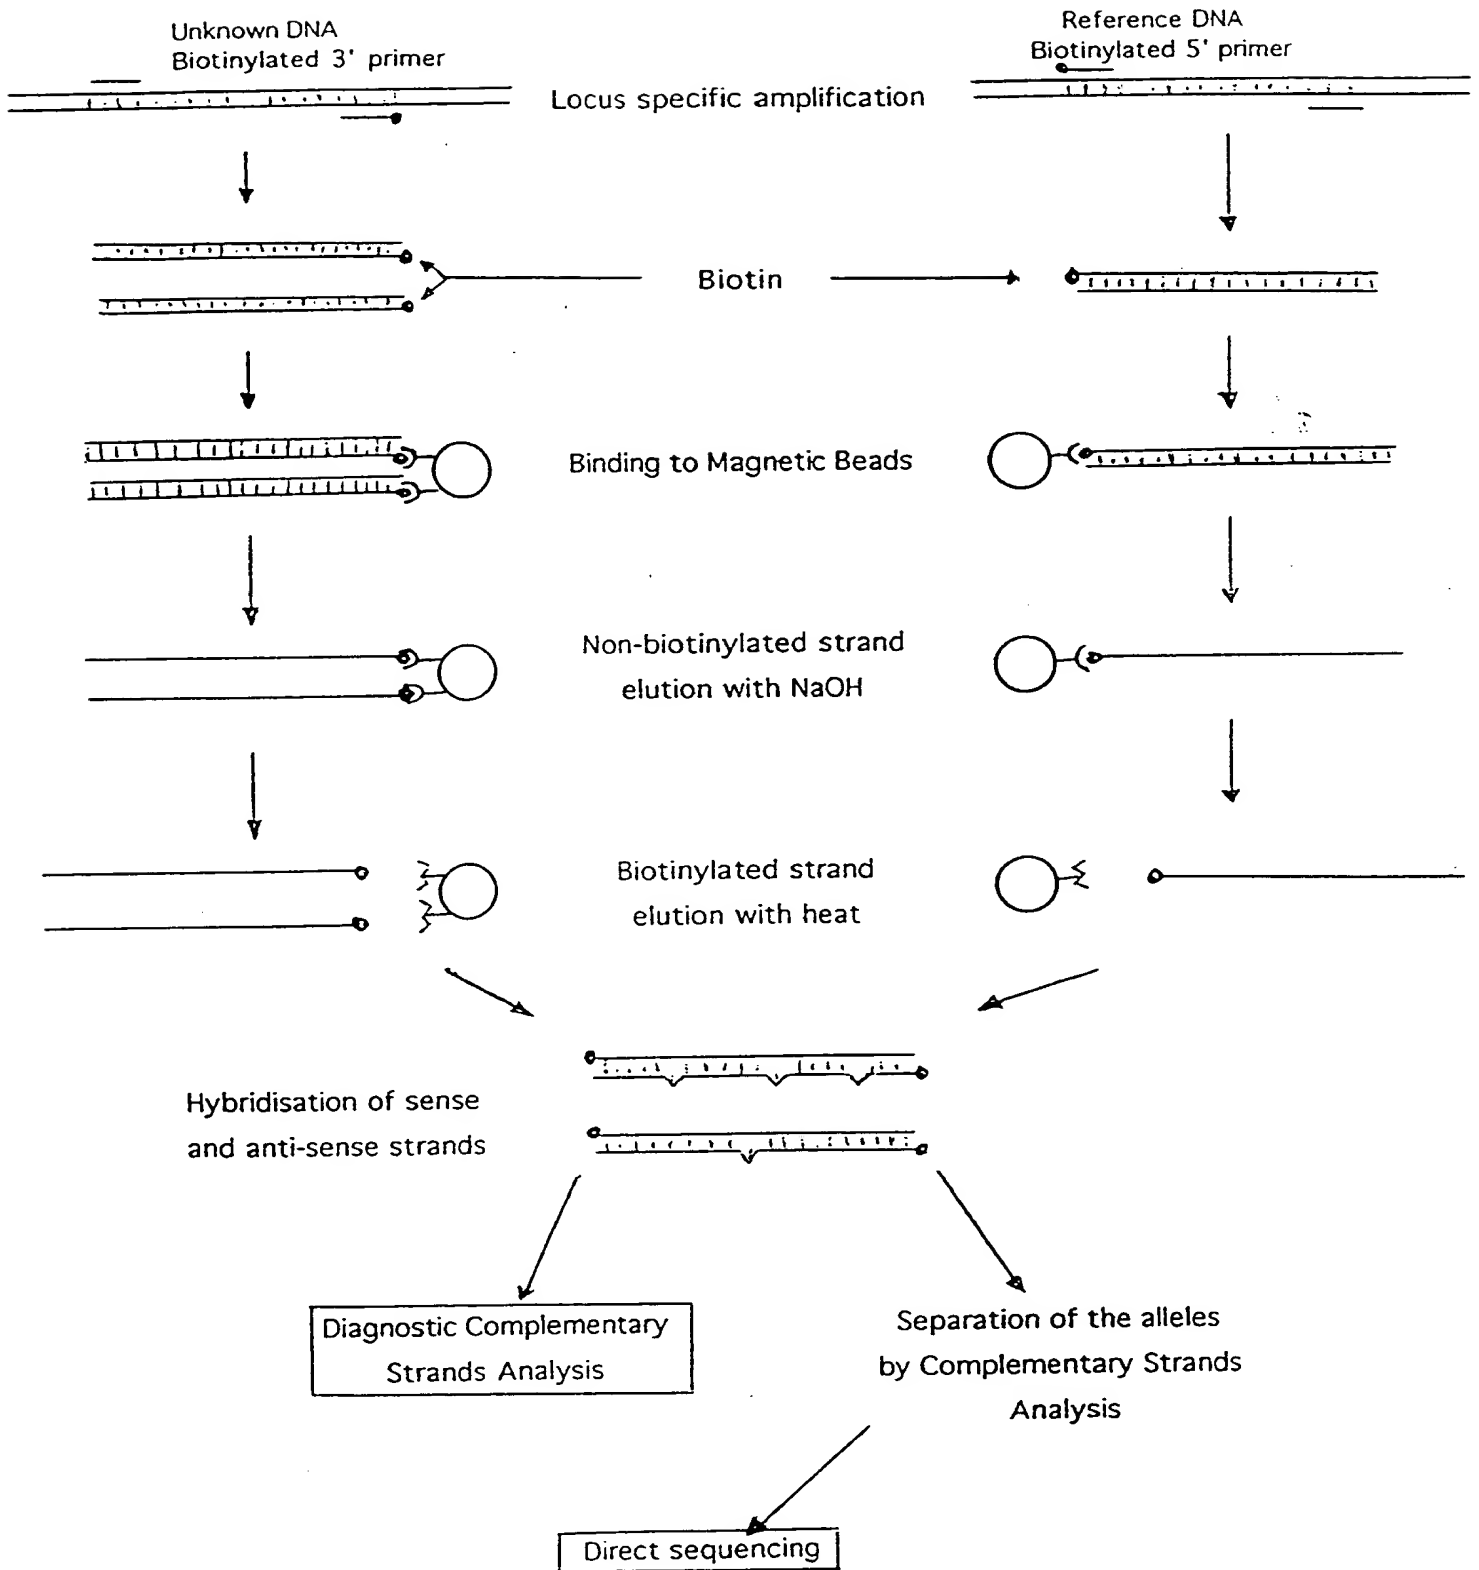 Unknown DNA
Biotinylated 3' primer
Reference DNA
Biotinylated 5' primer
Locus specific amplification
Biotin
Binding to Magnetic Beads
Non-biotinylated strand
elution with NaOH
Biotinylated strand
elution with heat
Hybridisation of sense
and anti-sense strands
Diagnostic Complementary
Strands Analysis
Separation of the alleles
by Complementary Strands
Analysis
Direct sequencing